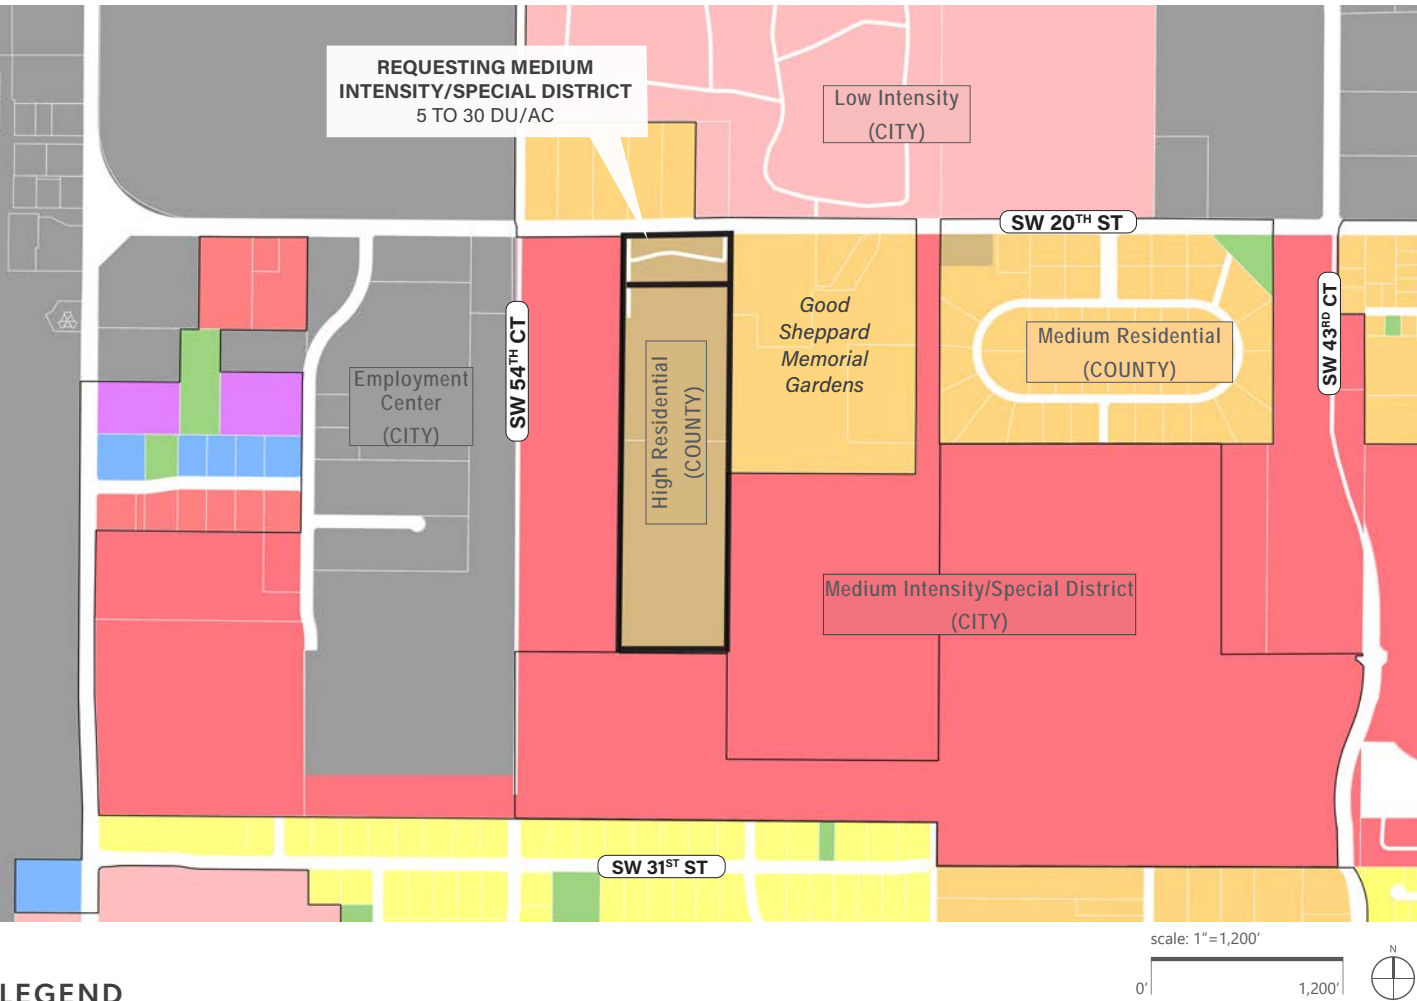 REQUESTING MEDIUM
INTENSITY/SPECIAL DISTRICT
5 TO 30 DU/AC
Low Intensity
(CITY)
SW 20TH ST
Good
Sheppard
Memorial
Gardens
Medium Residential
(COUNTY)
SW 43RD CT
SW 54TH CT
Employment
Center
(CITY)
High Residential
(COUNTY)
Medium Intensity/Special District
(CITY)
SW 31ST ST
scale: 1"=1,200'
0'
1,200'
N
LEGEND